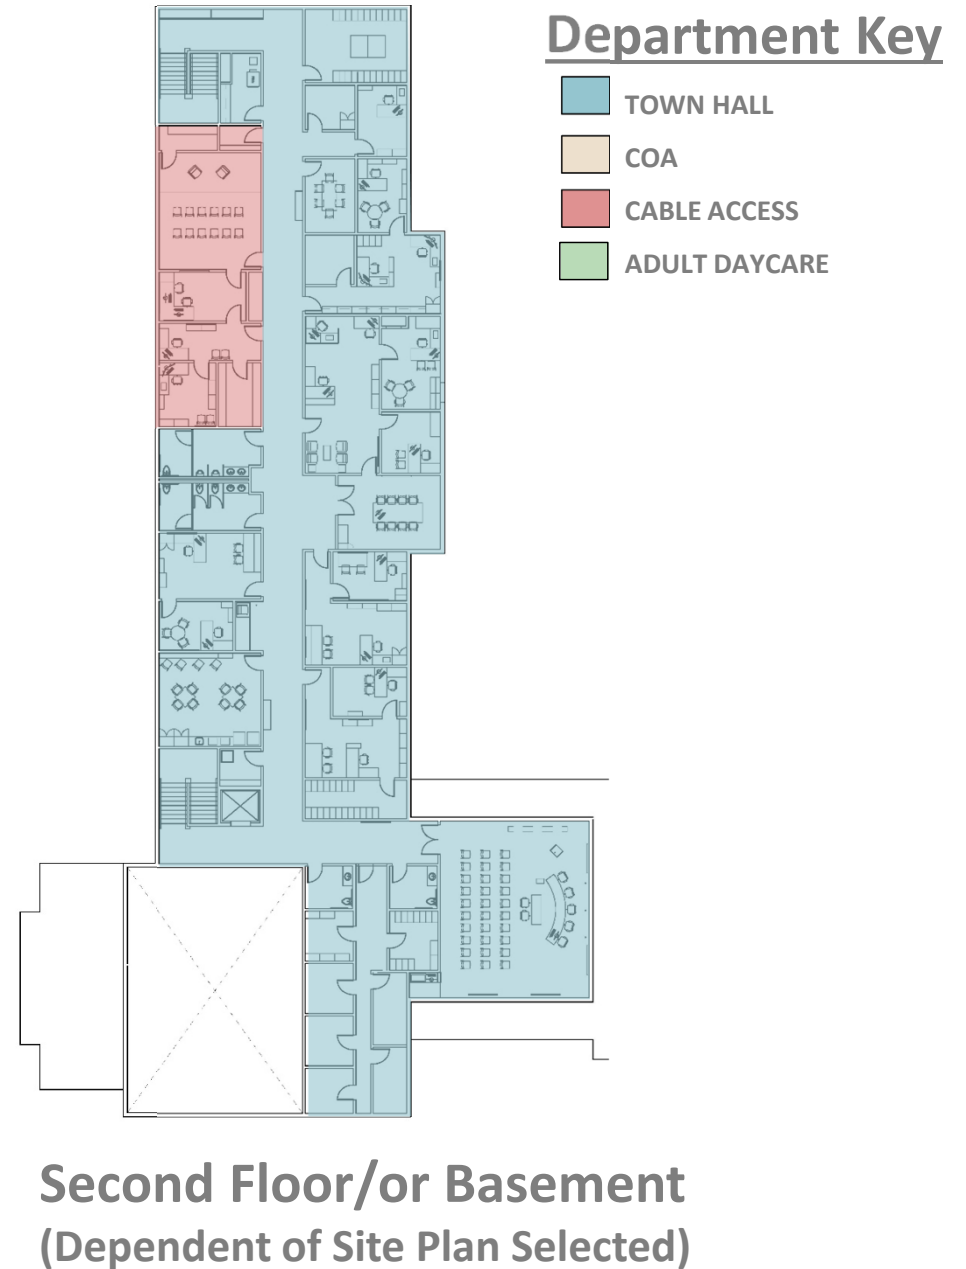 Department Key
TOWN HALL
COA
CABLE ACCESS
ADULT DAYCARE
Second Floor/or Basement
(Dependent of Site Plan Selected)